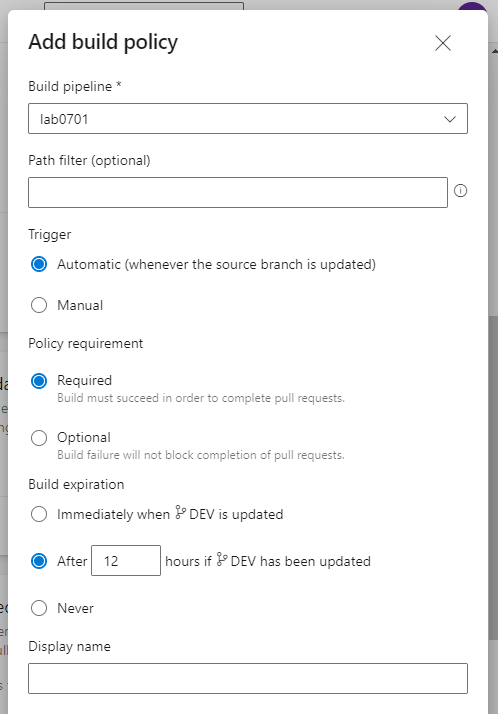 Add build policy
Build pipeline *
lab0701
Path filter (optional)
Trigger
Automatic (whenever the source branch is updated)
Manual
Policy requirement
Required
Build must succeed in order to complete pull requests.
Optional
Build failure will not block completion of pull requests.
Build expiration
Immediately when DEV is updated
After 12 hours if DEV has been updated
Never
Display name